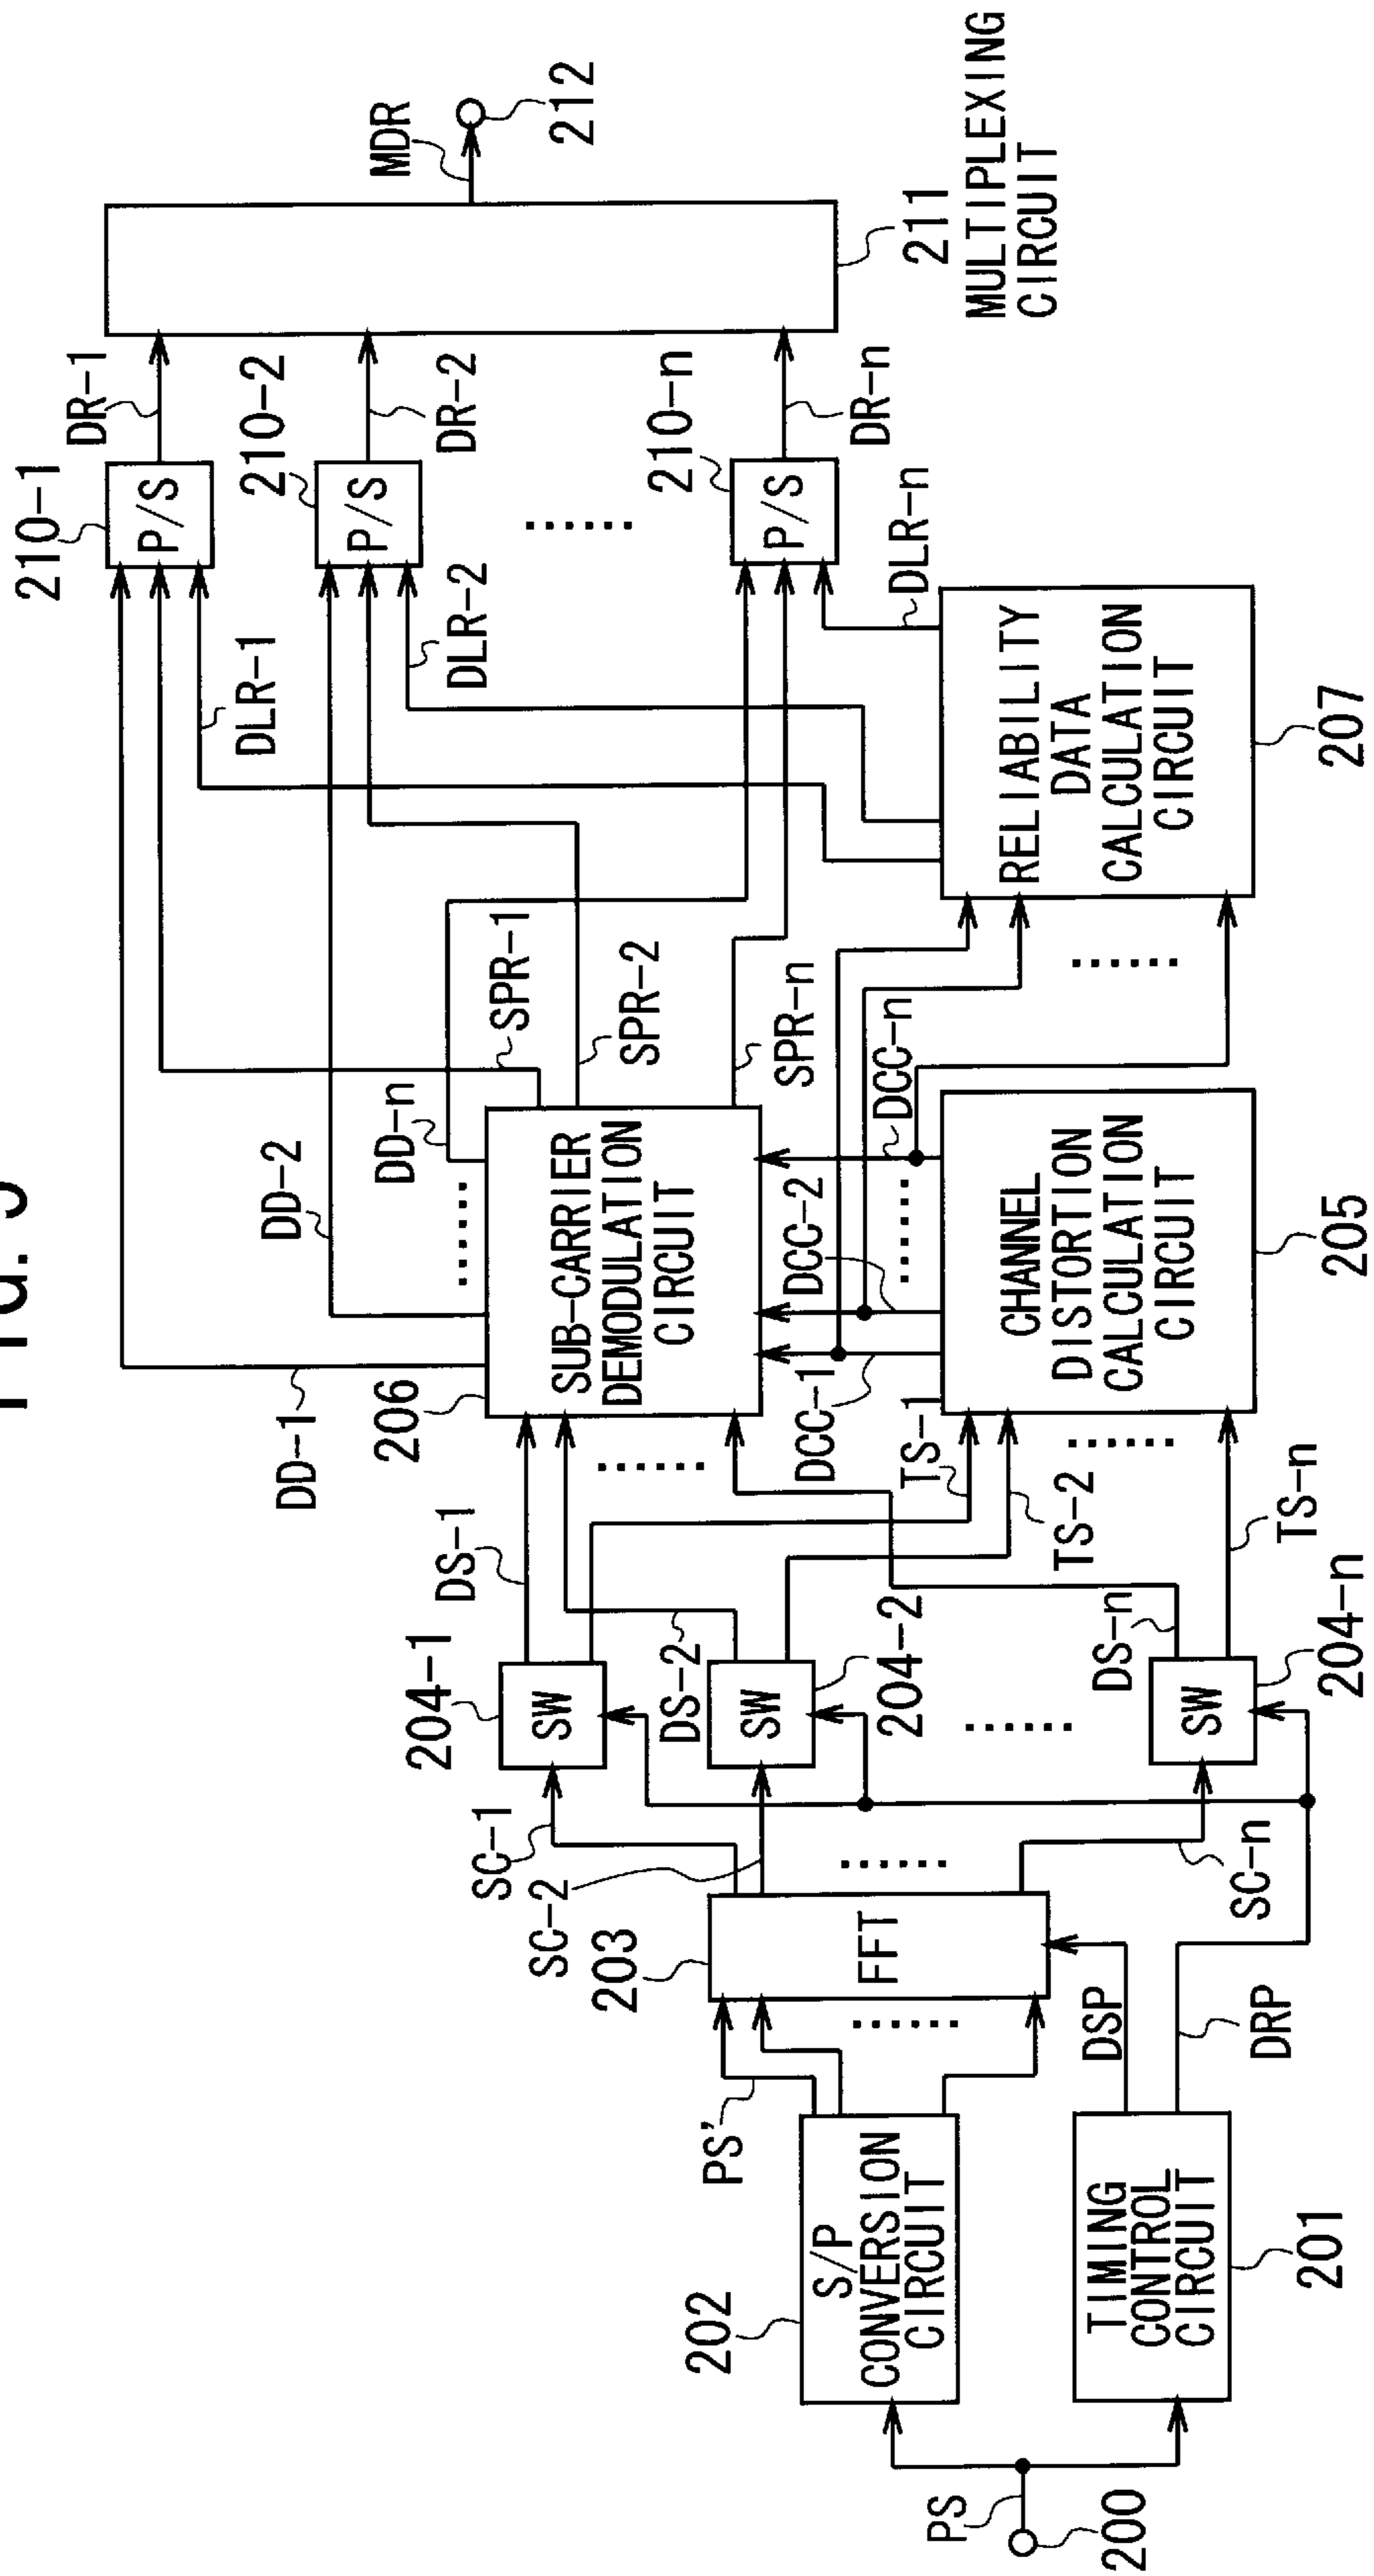 210-1
P/S
DR-1
210-2
P/S
DR-2
210-n
P/S
DR-n
MDR
212
211
MULTIPLEXING
CIRCUIT
DD-1
DD-2
DD-n
SPR-1
SPR-2
SPR-n
DLR-1
DLR-2
DLR-n
206
SUB-CARRIER
DEMODULATION
CIRCUIT
RELIABILITY
DATA
CALCULATION
CIRCUIT
207
DCC-1
DCC-2
DCC-n
CHANNEL
DISTORTION
CALCULATION
CIRCUIT
205
TS-1
TS-2
TS-n
DS-1
DS-2
DS-n
204-1
SW
204-2
SW
204-n
SW
SC-1
SC-2
SC-n
203
FFT
DSP
DRP
PS'
202
S/P
CONVERSION
CIRCUIT
TIMING
CONTROL
CIRCUIT
201
PS
200